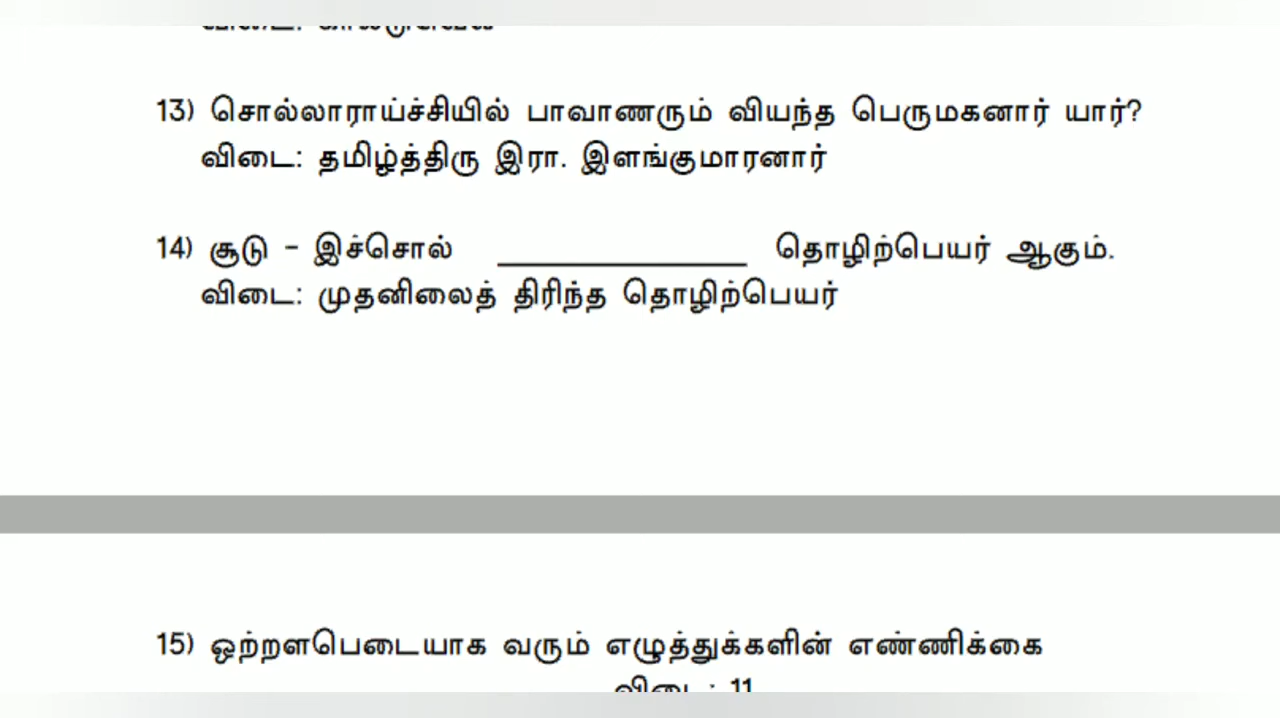 13) சொல்லாராய்ச்சியில் பாவாணரும் வியந்த பெருமகனார் யார்?
விடை: தமிழ்த்திரு இரா. இளங்குமாரனார்
14) சூடு - இச்சொல் ______________ தொழிற்பெயர் ஆகும்.
விடை: முதனிலைத் திரிந்த தொழிற்பெயர்
15) ஒற்றளபெடையாக வரும் எழுத்துக்களின் எண்ணிக்கை
விடை : 11